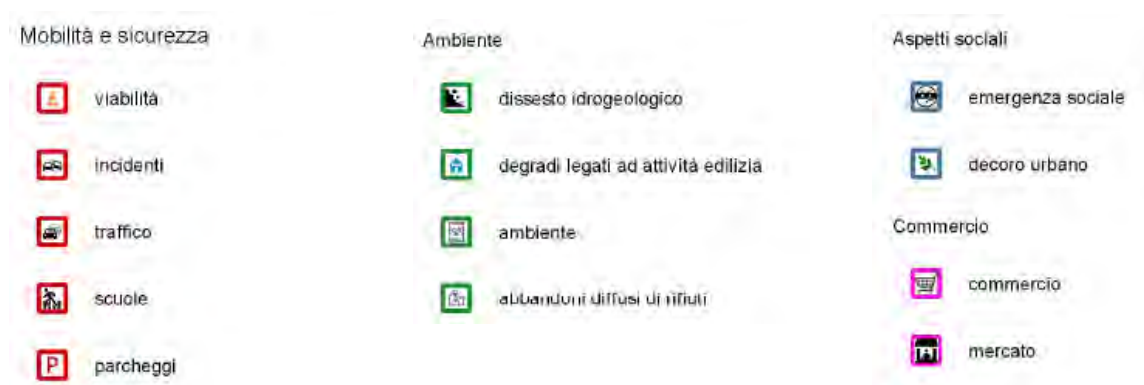 Mobilità e sicurezza
viabilità
incidenti
traffico
scuole
P
parcheggi
Ambiente
dissesto idrogeologico
degradi legati ad attività edilizia
ambiente
abbandoni diffusi di rifiuti
Aspetti sociali
emergenza sociale
decoro urbano
Commercio
commercio
mercato